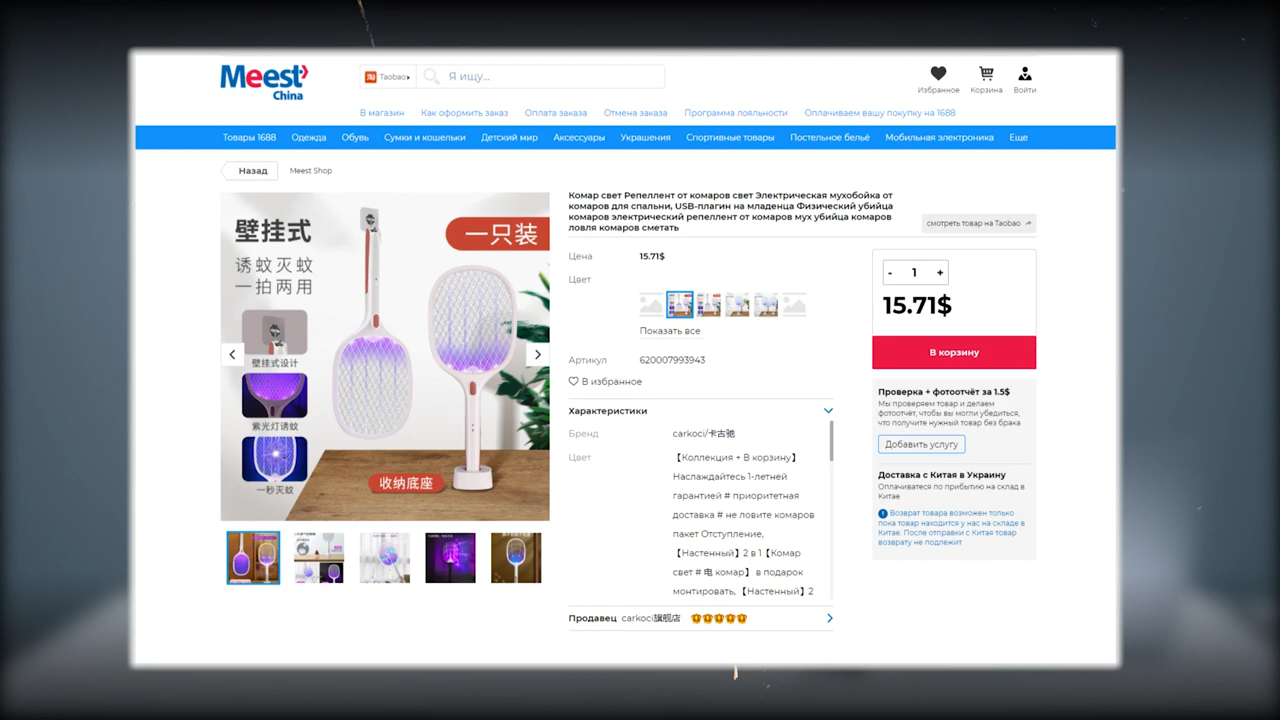 Meest
China
Taobao
Я ищу...
Избранное
Корзина
Войти
В магазин
Как оформить заказ
Оплата заказа
Отмена заказа
Программа лояльности
Оплачиваем вашу покупку на 1688
Товары 1688
Одежда
Обувь
Сумки и кошельки
Детский мир
Аксессуары
Украшения
Спортивные товары
Постельное бельё
Мобильная электроника
Еще
Назад
Meest Shop
壁挂式
诱蚊灭蚊
一拍两用
一只装
壁挂式设计
紫光灯诱蚊
一秒灭蚊
收纳底座
Комар свет Репеллент от комаров свет Электрическая мухобойка от
комаров для спальни, USB-плагин на младенца Физический убийца
комаров электрический репеллент от комаров мух убийца комаров
ловля комаров сметать
смотреть товар на Taobao
Цена 15.71$
Цвет
Показать все
Артикул 620007993943
В избранное
Характеристики
Бренд carkoci/卡古驰
Цвет 【Коллекция + В корзину】
Наслаждайтесь 1-летней
гарантией # приоритетная
доставка # не ловите комаров
пакет Отступление,
【Настенный】2 в 1【Комар
свет # 电 комар】 в подарок
монтировать, 【Настенный】 2
Продавец carkoci旗舰店
- 1 +
15.71$
В корзину
Проверка + фотоотчёт за 1.5$
Мы проверяем товар и делаем
фотоотчёт, чтобы вы могли убедиться,
что получите нужный товар без брака
Добавить услугу
Доставка с Китая в Украину
Оплачиватеся по прибытию на склад в
Китае
Возврат товара возможен только
пока товар находится у нас на складе в
Китае. После отправки с Китая товар
возврату не подлежит